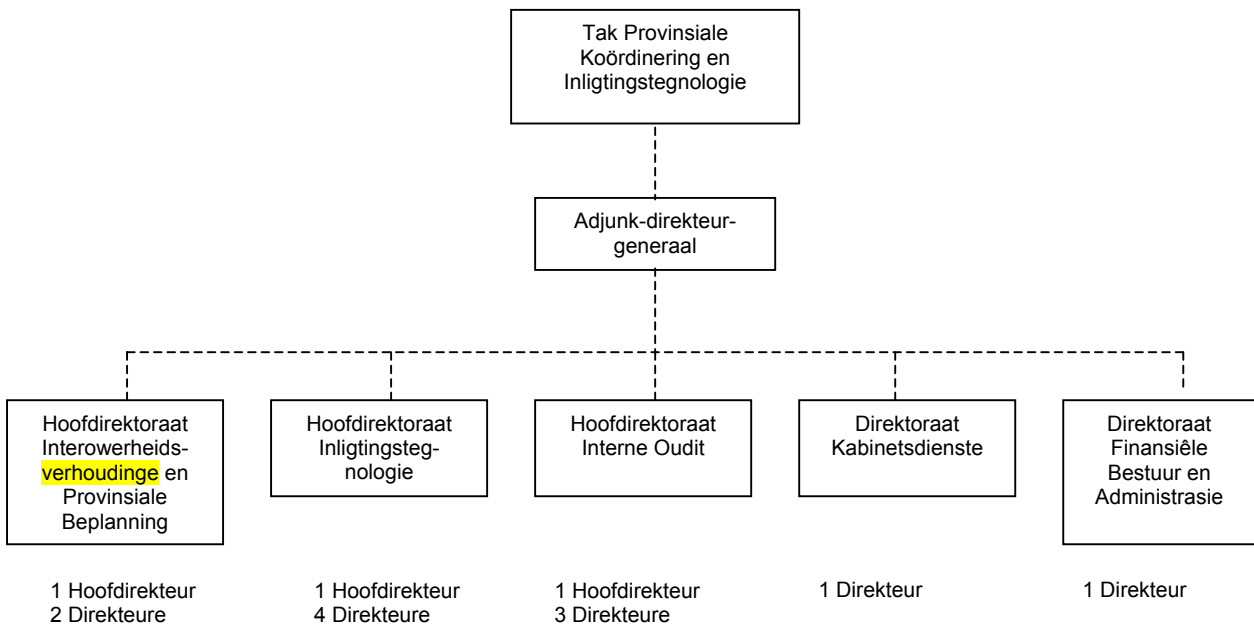 Tak Provinsiale
Koördinering en
Inligtingstegnologie
Adjunk-direkteur-
generaal
Hoofdirektoraat
Interowerheids-
verhoudinge en
Provinsiale
Beplanning
Hoofdirektoraat
Inligtingsteg-
nologie
Hoofdirektoraat
Interne Oudit
Direktoraat
Kabinetsdienste
Direktoraat
Finansiêle
Bestuur en
Administrasie
1 Hoofdirekteur
2 Direkteure
1 Hoofdirekteur
4 Direkteure
1 Hoofdirekteur
3 Direkteure
1 Direkteur
1 Direkteur